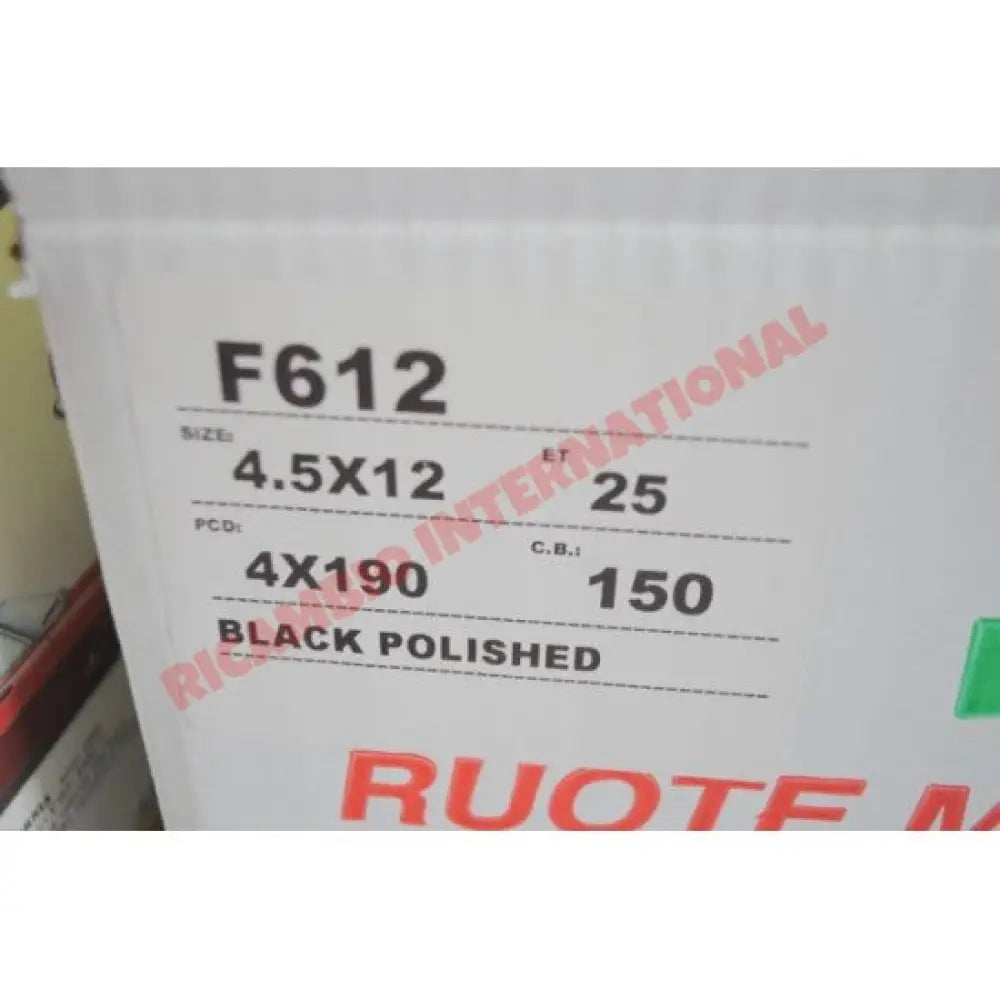 F612
SIZE:
4.5X12
ET
25
PCD:
4X190
C.B.:
150
BLACK POLISHED
RICAMBIO INTERNATIONAL
RUOTE